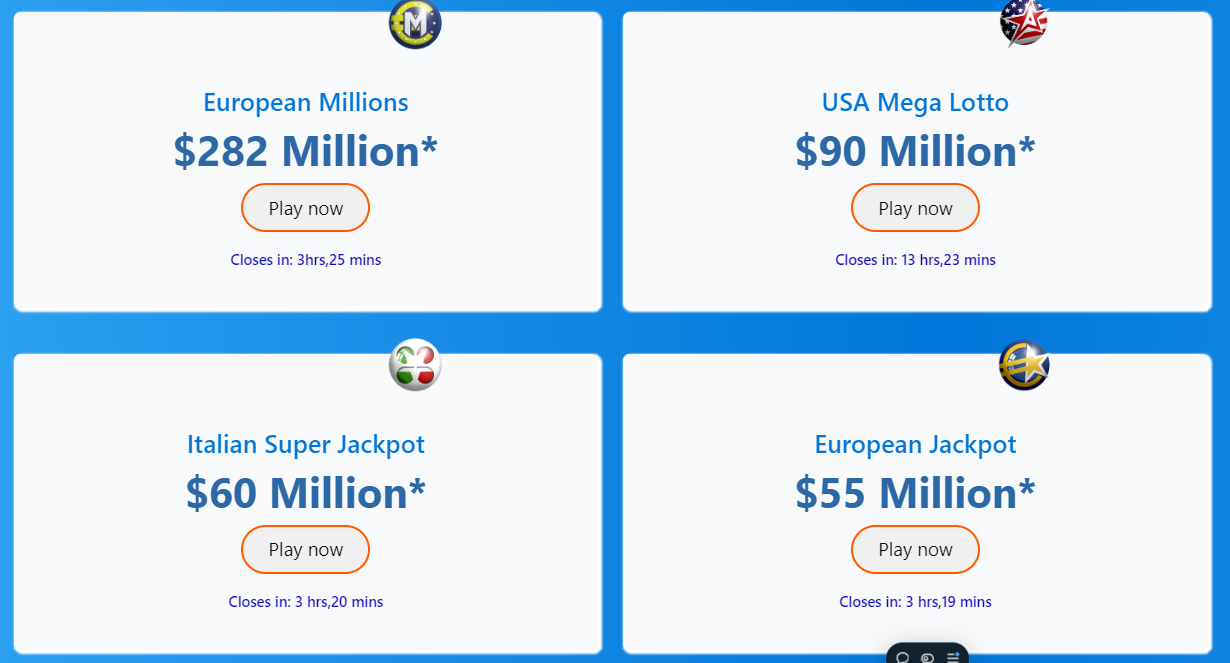 M
European Millions
$282 Million*
Play now
Closes in: 3hrs,25 mins
USA Mega Lotto
$90 Million*
Play now
Closes in: 13 hrs,23 mins
Italian Super Jackpot
$60 Million*
Play now
Closes in: 3 hrs,20 mins
European Jackpot
$55 Million*
Play now
Closes in: 3 hrs,19 mins